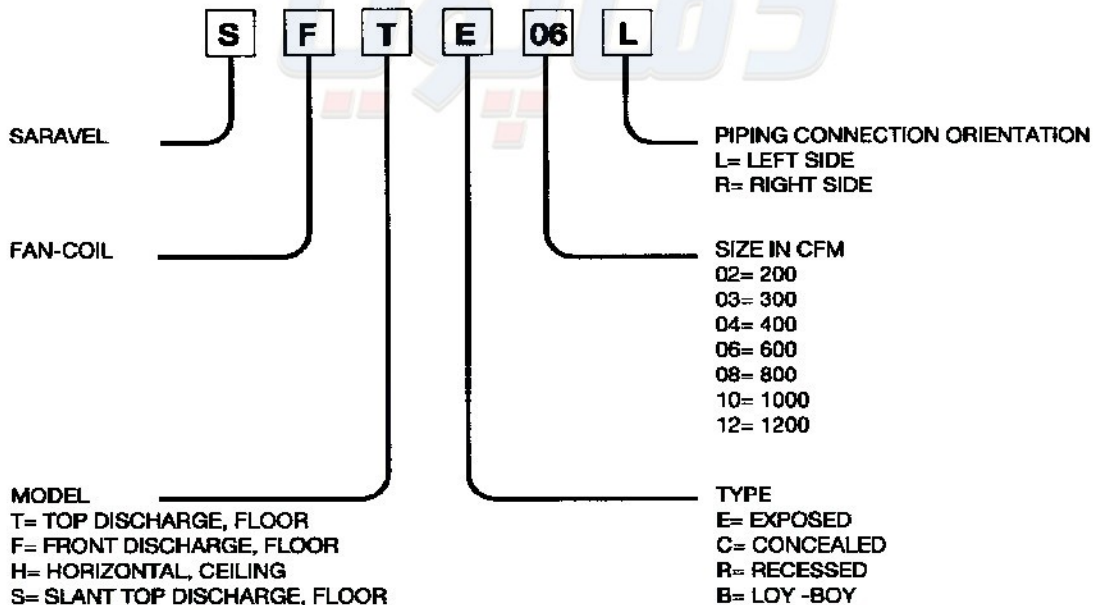 S F T E 06 L
SARAVEL
FAN-COIL
MODEL
T= TOP DISCHARGE, FLOOR
F= FRONT DISCHARGE, FLOOR
H= HORIZONTAL, CEILING
S= SLANT TOP DISCHARGE, FLOOR
PIPING CONNECTION ORIENTATION
L= LEFT SIDE
R= RIGHT SIDE
SIZE IN CFM
02= 200
03= 300
04= 400
06= 600
08= 800
10= 1000
12= 1200
TYPE
E= EXPOSED
C= CONCEALED
R= RECESSED
B= LOY -BOY